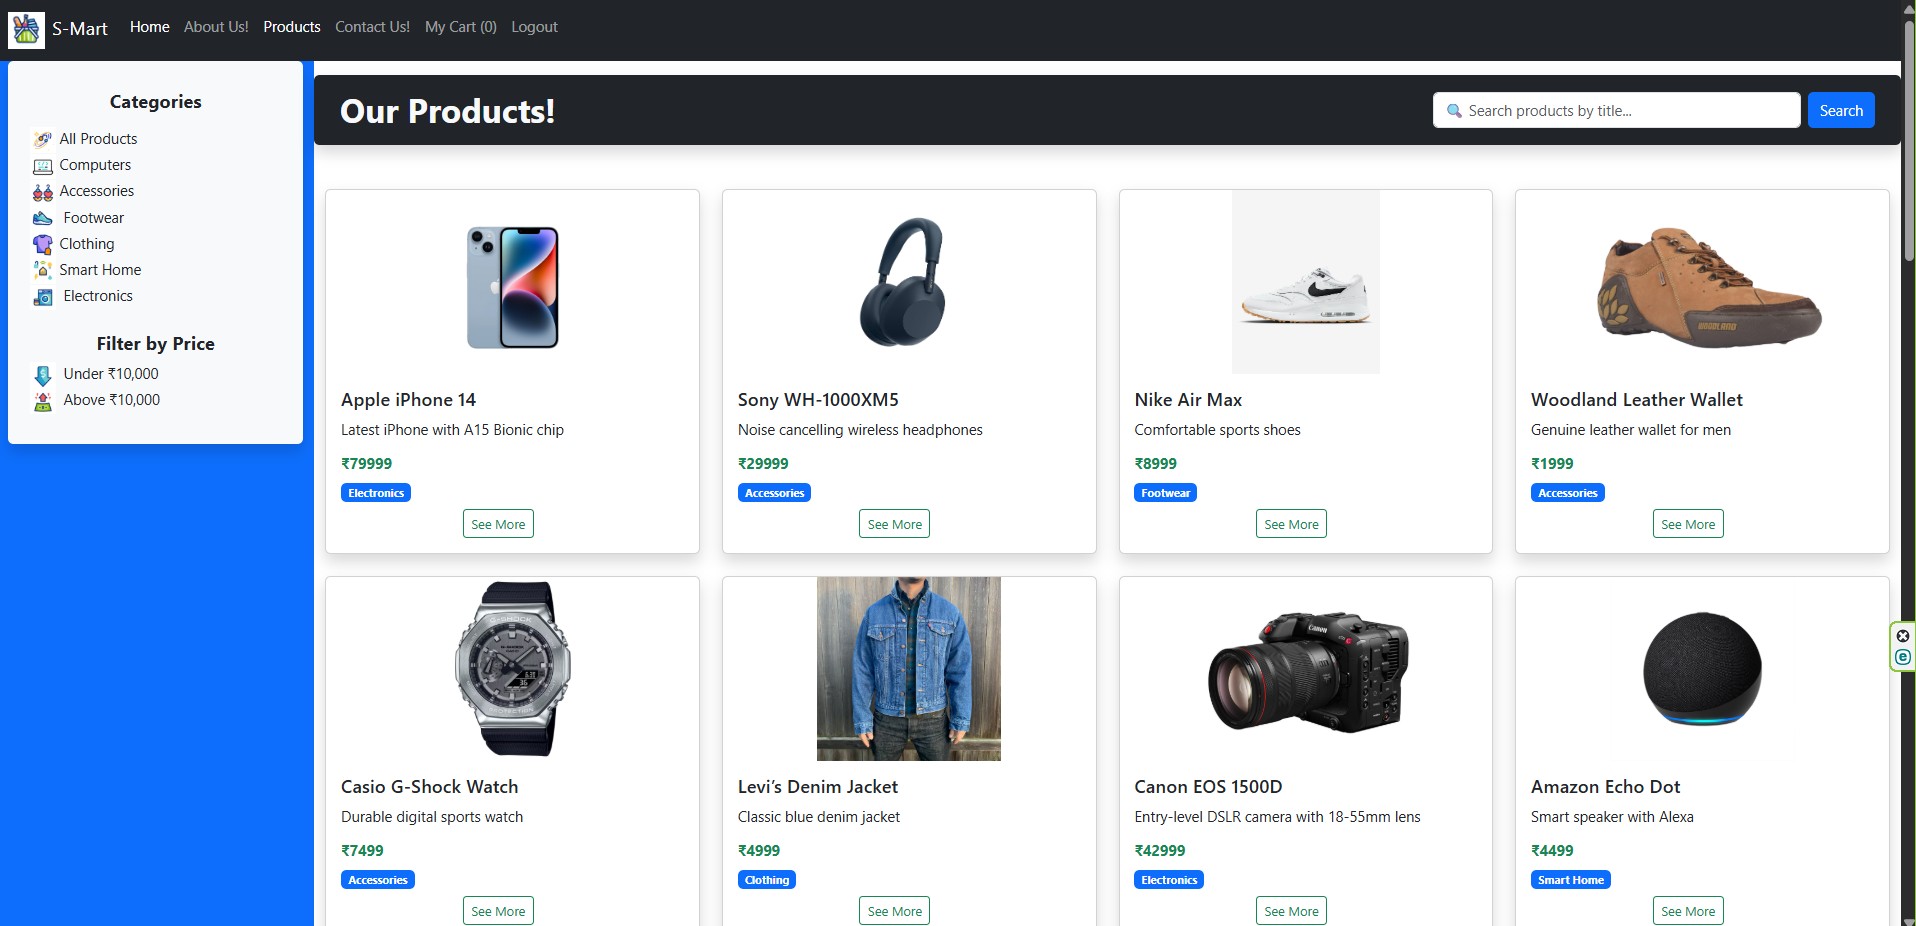 S-Mart Home About Us! Products Contact Us! My Cart (0) Logout
Categories
All Products
Computers
Accessories
Footwear
Clothing
Smart Home
Electronics
Filter by Price
Under ₹10,000
Above ₹10,000
Our Products!
Search products by title...
Search
Apple iPhone 14
Latest iPhone with A15 Bionic chip
₹79999
Electronics
See More
Sony WH-1000XM5
Noise cancelling wireless headphones
₹29999
Accessories
See More
Nike Air Max
Comfortable sports shoes
₹8999
Footwear
See More
WOODLAND
Woodland Leather Wallet
Genuine leather wallet for men
₹1999
Accessories
See More
G-SHOCK
PROTECTION
Casio G-Shock Watch
Durable digital sports watch
₹7499
Accessories
See More
Levi’s Denim Jacket
Classic blue denim jacket
₹4999
Clothing
See More
Canon
Canon EOS 1500D
Entry-level DSLR camera with 18-55mm lens
₹42999
Electronics
See More
Amazon Echo Dot
Smart speaker with Alexa
₹4499
Smart Home
See More